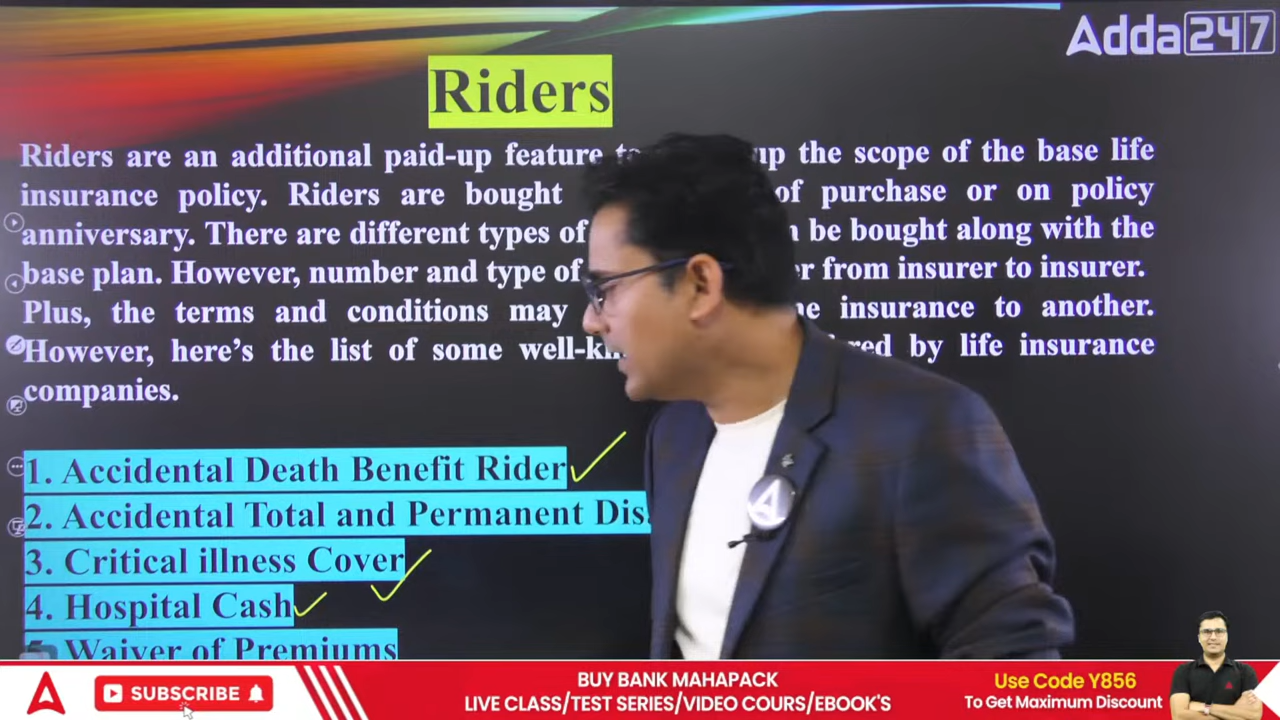 Adda 247
Riders
Riders are an additional paid-up feature to up the scope of the base life
insurance policy. Riders are bought of purchase or on policy
anniversary. There are different types of be bought along with the
base plan. However, number and type of from insurer to insurer.
Plus, the terms and conditions may insurance to another.
However, here's the list of some by life insurance
companies.
1. Accidental Death Benefit Rider
2. Accidental Total and Permanent
3. Critical illness Cover
4. Hospital Cash
5. Waiver of Premiums
SUBSCRIBE
BUY BANK MAHAPACK
LIVE CLASS/TEST SERIES/VIDEO COURS/EBOOK'S
Use Code Y856
To Get Maximum Discount